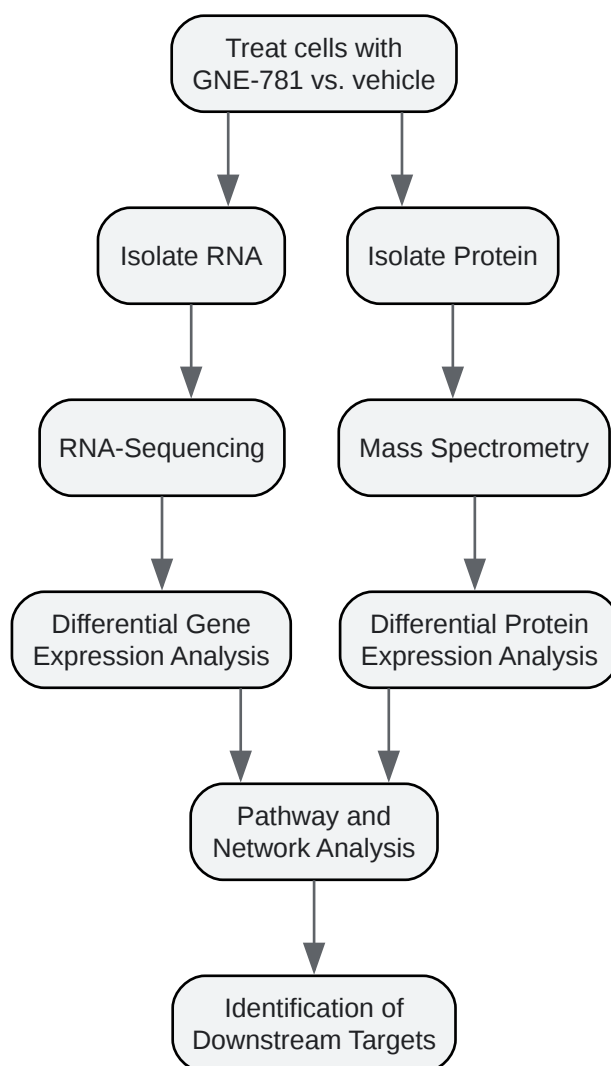 Treat cells with
GNE-781 vs. vehicle
Isolate RNA
Isolate Protein
RNA-Sequencing
Mass Spectrometry
Differential Gene
Expression Analysis
Differential Protein
Expression Analysis
Pathway and
Network Analysis
Identification of
Downstream Targets